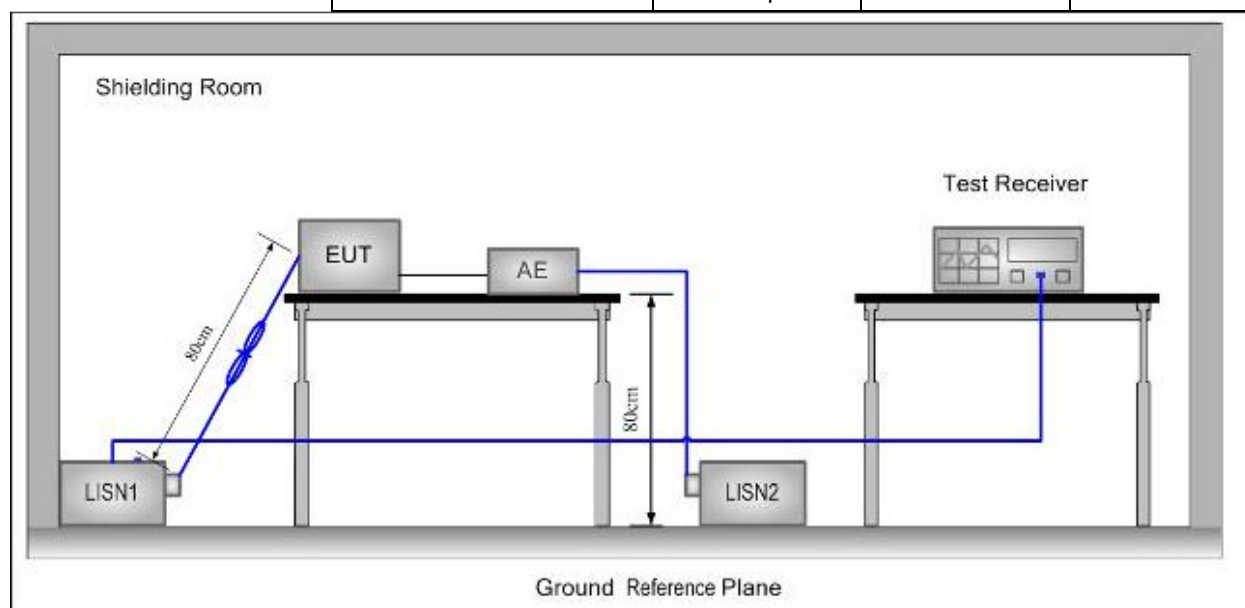 Shielding Room
Test Receiver
EUT
AE
80cm
80cm
LISN1
LISN2
Ground Reference Plane